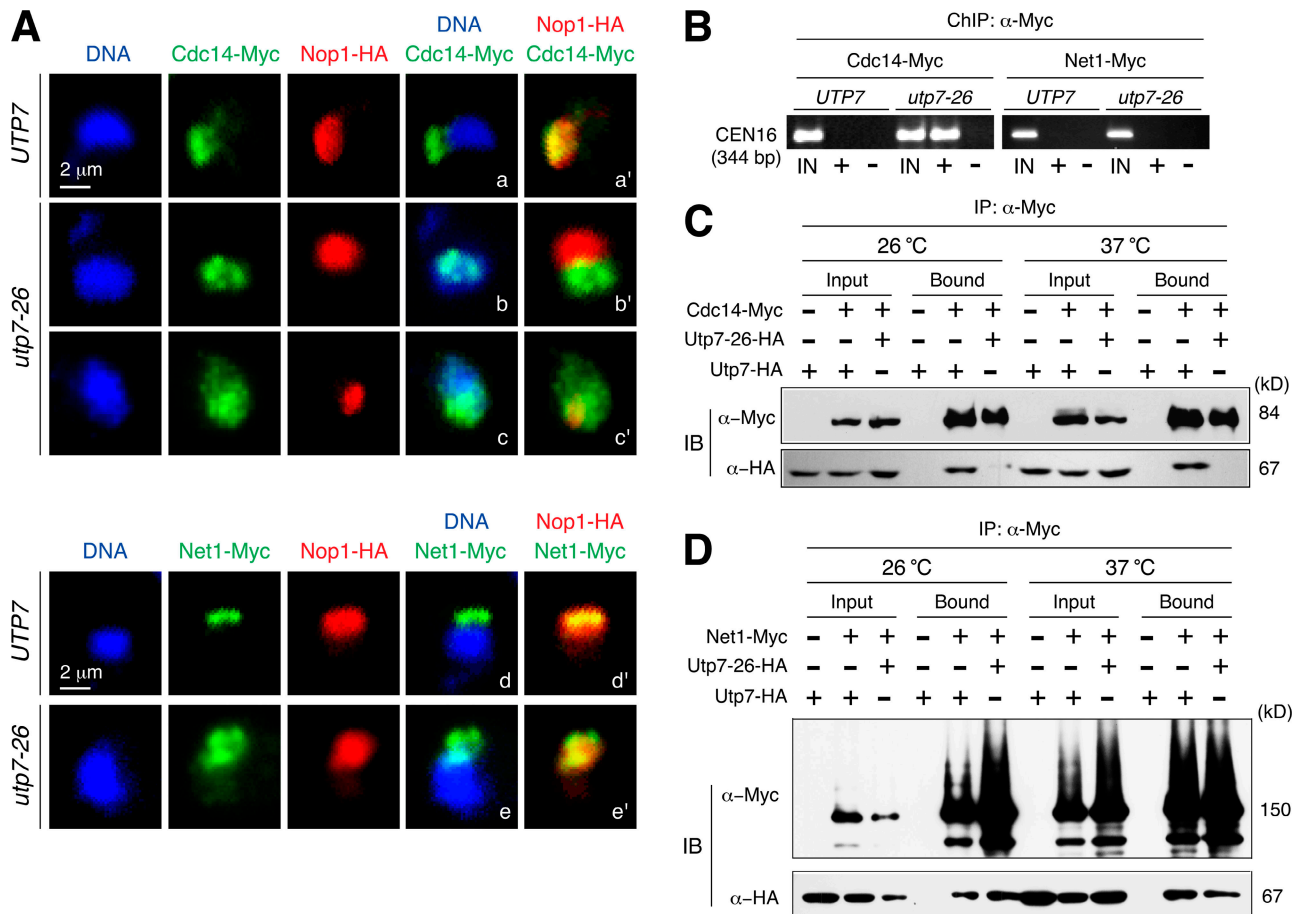 A
DNA Nop1-HA
DNA Cdc14-Myc Nop1-HA Cdc14-Myc Cdc14-Myc
UTP7
2 μm
a a'
utp7-26
b b'
c c'
DNA Nop1-HA
DNA Net1-Myc Nop1-HA Net1-Myc Net1-Myc
UTP7
2 μm
d d'
utp7-26
e e'
B
ChIP: α-Myc
Cdc14-Myc Net1-Myc
UTP7 utp7-26 UTP7 utp7-26
CEN16
(344 bp)
IN + - IN + - IN + - IN + -
C
IP: α-Myc
26 °C 37 °C
Input Bound Input Bound
Cdc14-Myc - + + - + + - + + - + +
Utp7-26-HA - - + - - + - - + - - +
Utp7-HA + + - + + - + + - + + -
(kD)
IB
α-Myc 84
α-HA 67
D
IP: α-Myc
26 °C 37 °C
Input Bound Input Bound
Net1-Myc - + + - + + - + + - + +
Utp7-26-HA - - + - - + - - + - - +
Utp7-HA + + - + + - + + - + + -
(kD)
IB
α-Myc 150
α-HA 67